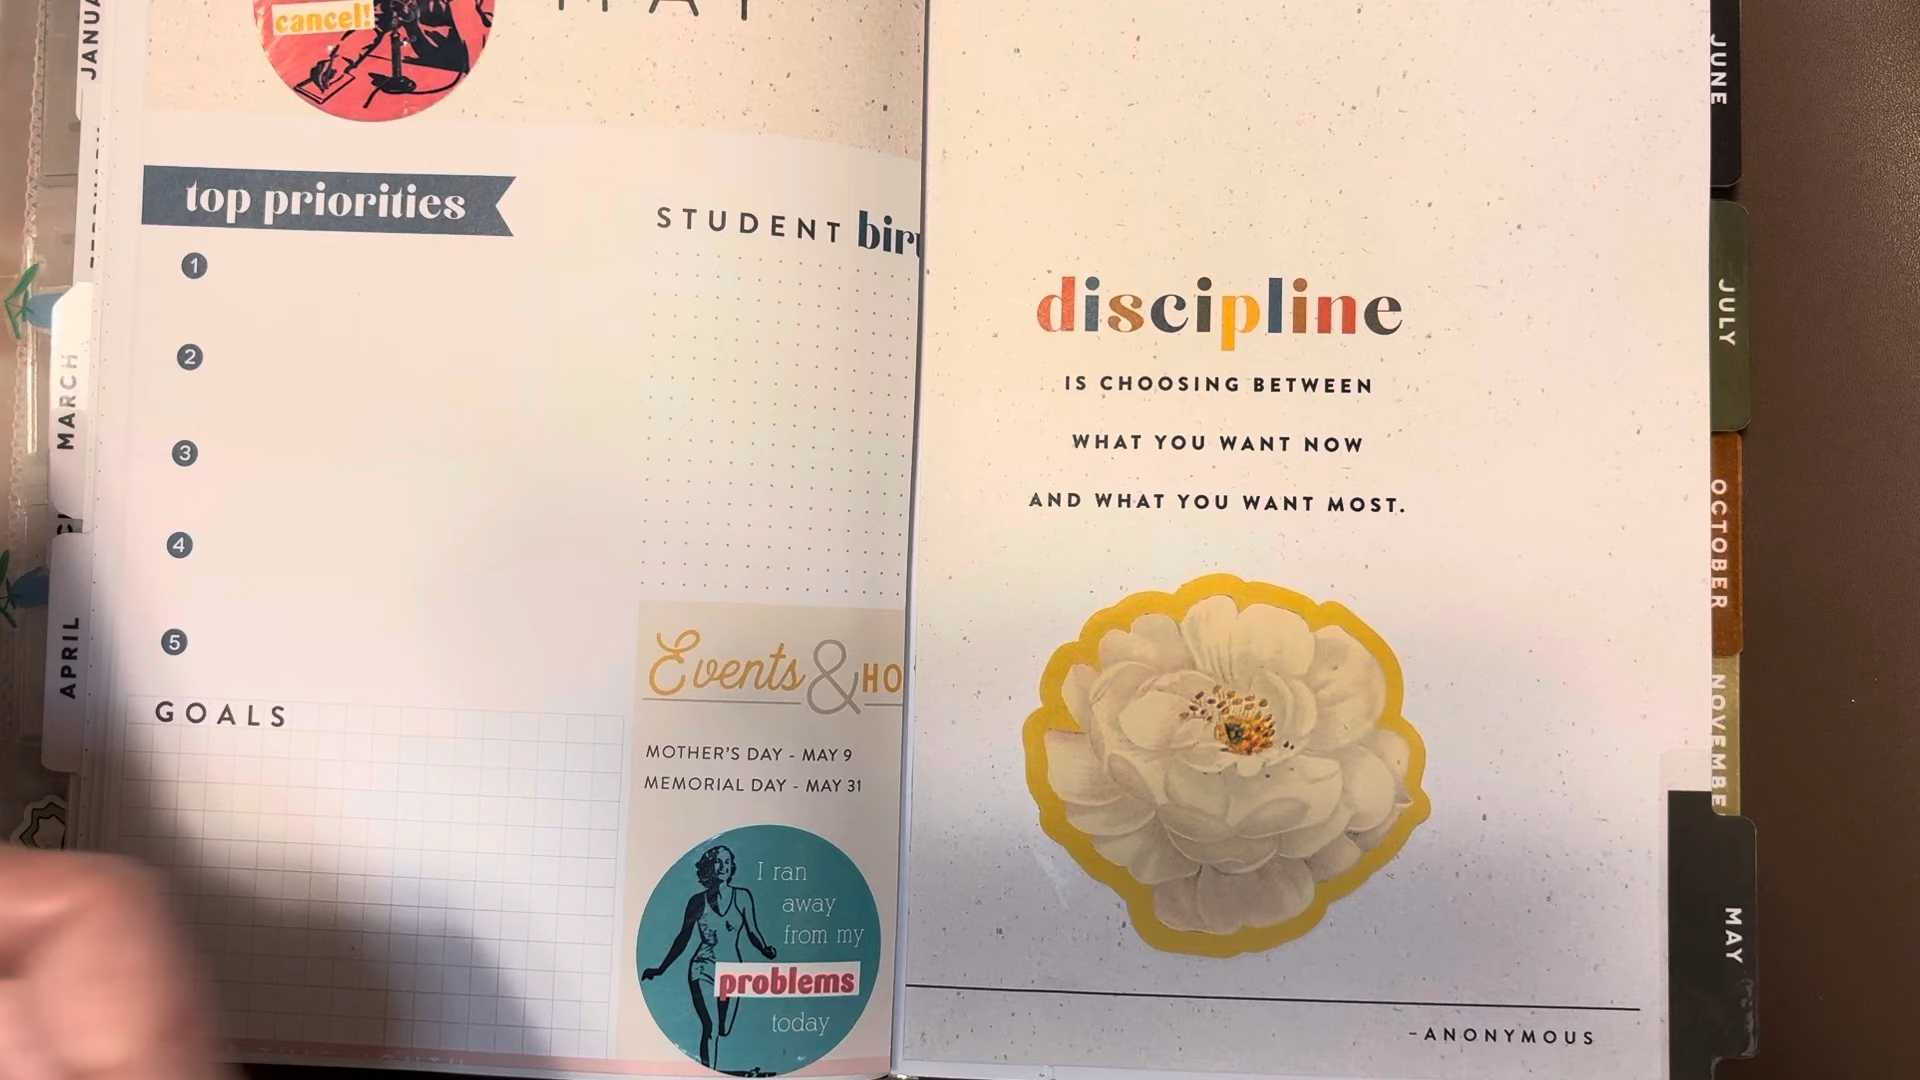 cancel!
MAY
top priorities
1
2
3
4
5
STUDENT
GOALS
Events &
MOTHER'S DAY - MAY 9
MEMORIAL DAY - MAY 31
I ran
away
from my
problems
today
discipline
IS CHOOSING BETWEEN
WHAT YOU WANT NOW
AND WHAT YOU WANT MOST.
-ANONYMOUS
MARCH
APRIL
JUNE
JULY
OCTOBER
MAY